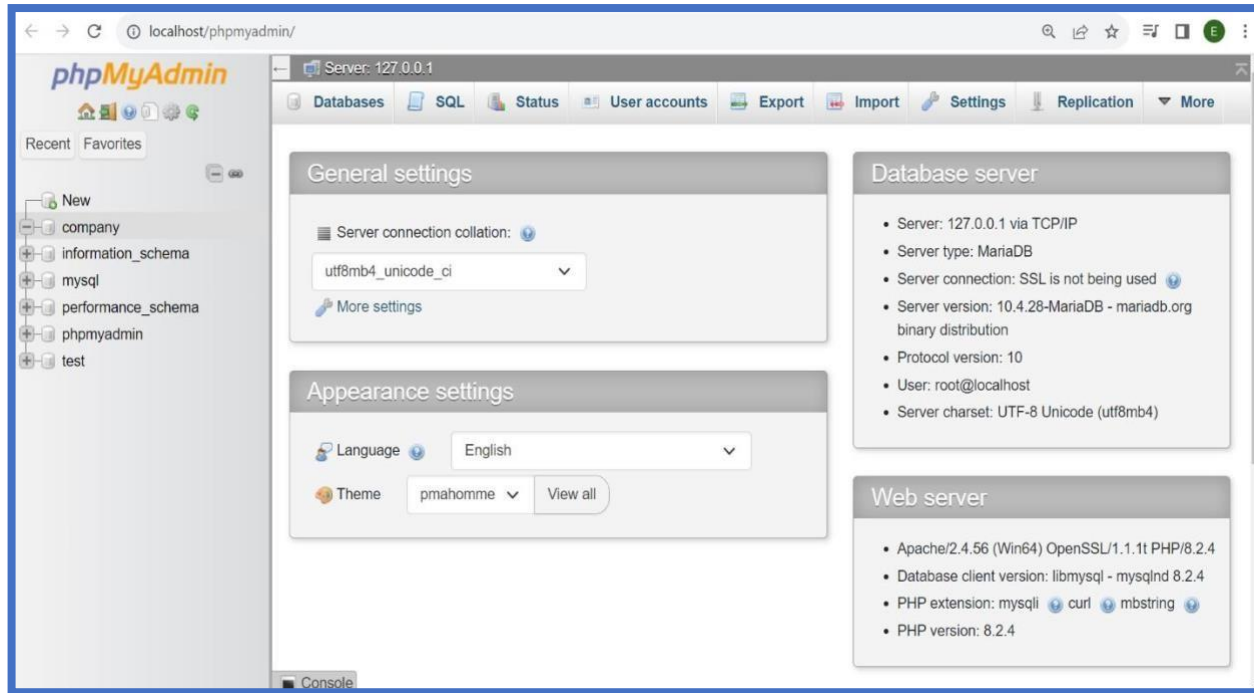 localhost/phpmyadmin/
E
phpMyAdmin
Recent Favorites
New
company
information_schema
mysql
performance_schema
phpmyadmin
test
Server: 127.0.0.1
Databases SQL Status User accounts Export Import Settings Replication More
General settings
Server connection collation:
utf8mb4_unicode_ci
More settings
Appearance settings
Language English
Theme pmahomme View all
Database server
Server: 127.0.0.1 via TCP/IP
Server type: MariaDB
Server connection: SSL is not being used
Server version: 10.4.28-MariaDB - mariadb.org
binary distribution
Protocol version: 10
User: root@localhost
Server charset: UTF-8 Unicode (utf8mb4)
Web server
Apache/2.4.56 (Win64) OpenSSL/1.1.1t PHP/8.2.4
Database client version: libmysql - mysqlnd 8.2.4
PHP extension: mysqli curl mbstring
PHP version: 8.2.4
Console